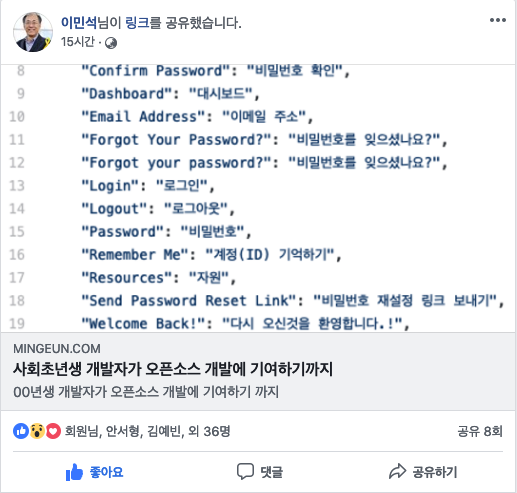 이민석님이 링크를 공유했습니다.
15시간 ·
8 "Confirm Password": "비밀번호 확인",
9 "Dashboard": "대시보드",
10 "Email Address": "이메일 주소",
11 "Forgot Your Password?": "비밀번호를 잊으셨나요?",
12 "Forgot your password?": "비밀번호를 잊으셨나요?",
13 "Login": "로그인",
14 "Logout": "로그아웃",
15 "Password": "비밀번호",
16 "Remember Me": "계정(ID) 기억하기",
17 "Resources": "자원",
18 "Send Password Reset Link": "비밀번호 재설정 링크 보내기",
19 "Welcome Back!": "다시 오신것을 환영합니다.!",
MINGEUN.COM
사회초년생 개발자가 오픈소스 개발에 기여하기까지
00년생 개발자가 오픈소스 개발에 기여하기 까지
회원님, 안서형, 김예빈, 외 36명 공유 8회
좋아요 댓글 공유하기